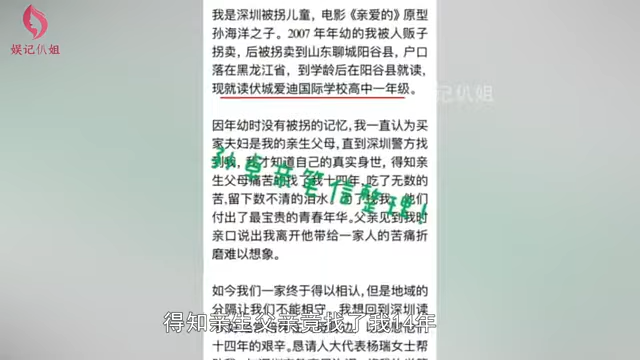 娱记仈姐
我是深圳被拐儿童，电影《亲爱的》原型
孙海洋之子。2007 年年幼的我被人贩子
拐卖，后被拐卖到山东聊城阳谷县，户口
落在黑龙江省，到学龄后在阳谷县就读，
现就读伏城爱迪国际学校高中一年级。
记仈姐
因年幼时没有被拐的记忆，我一直认为买
家夫妇是我的亲生父母，直到深圳警方找
到我，我才知道自己的真实身世，得知亲
生父母痛苦的找了我十四年，吃了无数的
苦，留下数不清的泪水，为了找我，他们
付出了最宝贵的青春年华。父亲见到我时
亲口说出我离开他带给一家人的苦痛折
磨难以想象。
孙卓亲笔信整理！
如今我们一家终于得以相认，但是地域的
分隔让我们不能相守，我想回到深圳读
十四年的艰辛。恳请人大代表杨瑞女士帮
得知亲生父亲竟找了我14年